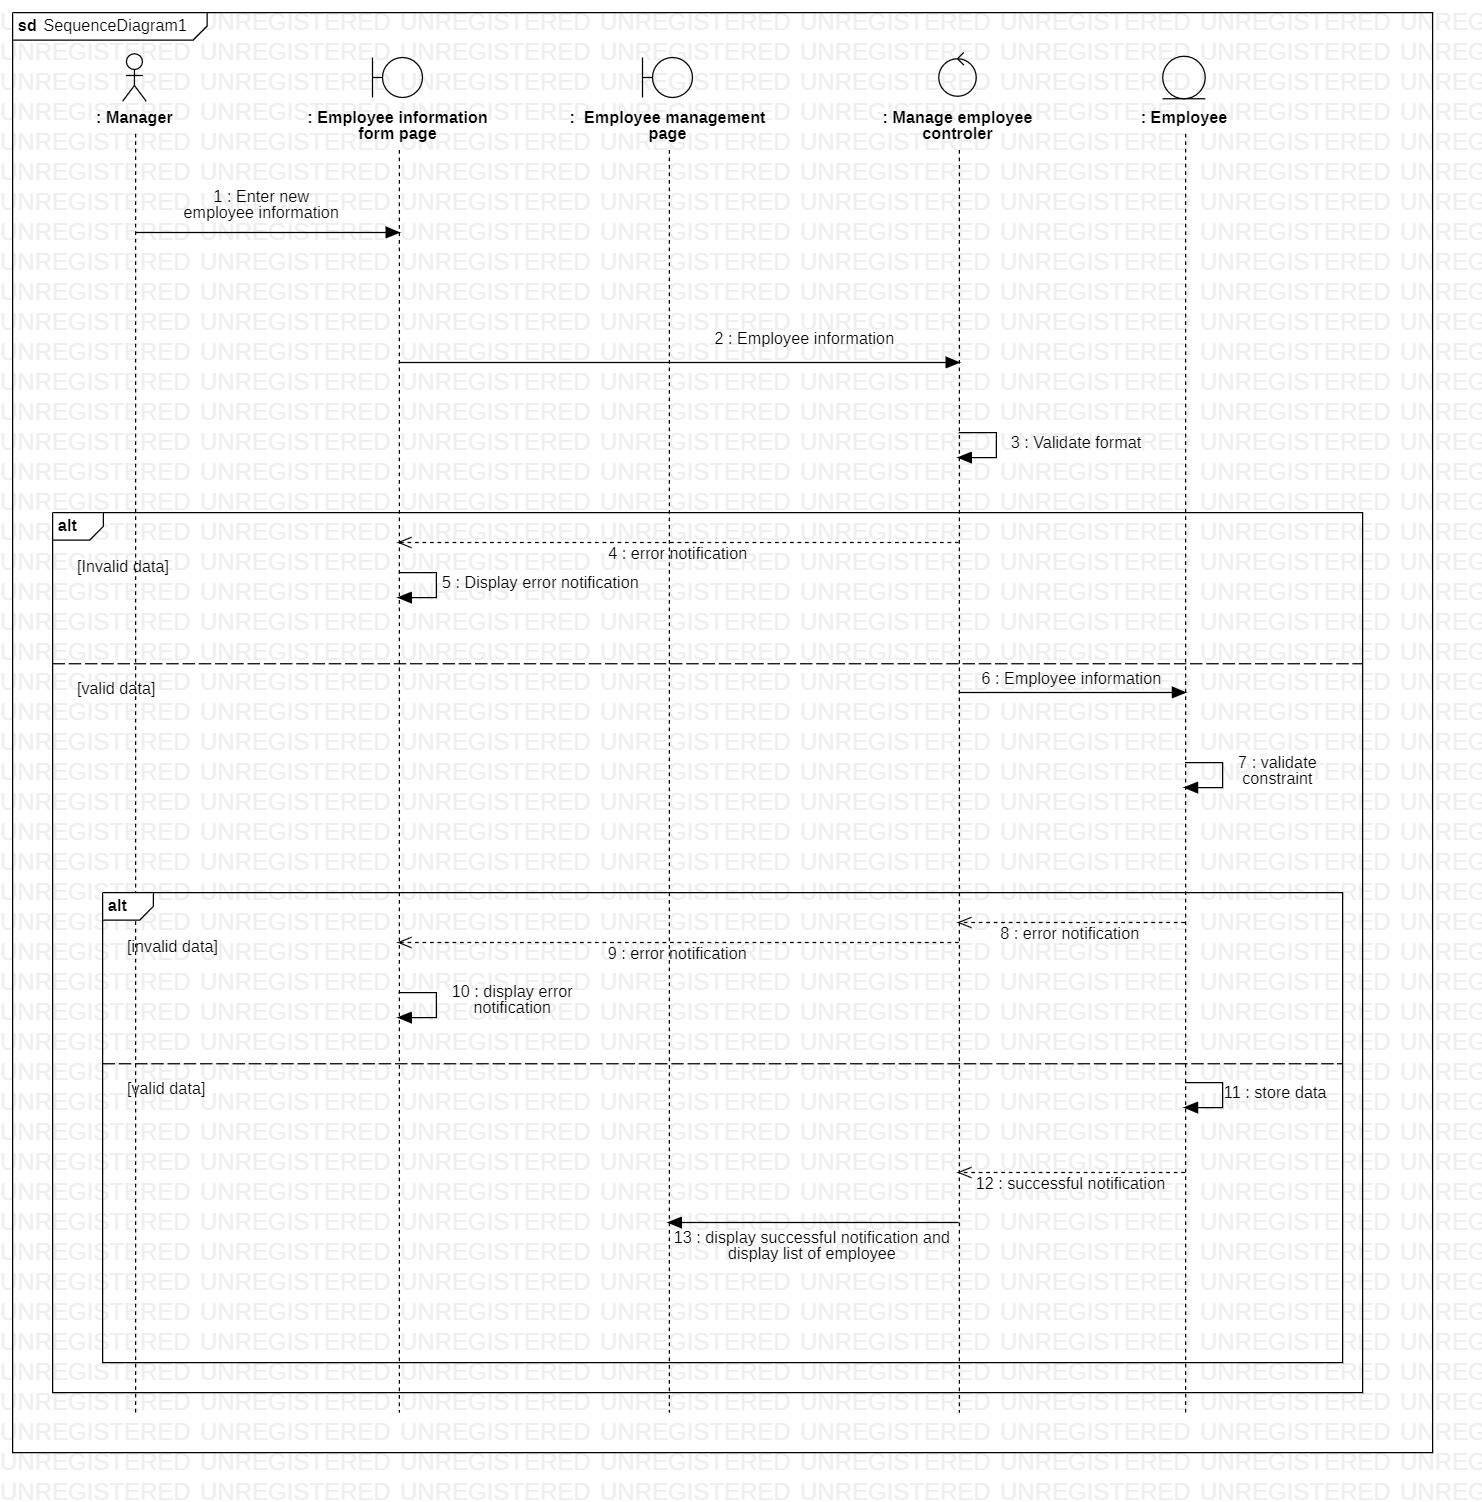 sd SequenceDiagram1
: Manager
: Employee information
form page
: Employee management
page
: Manage employee
controler
: Employee
1 : Enter new
employee information
2 : Employee information
3 : Validate format
alt
4 : error notification
[Invalid data]
5 : Display error notification
6 : Employee information
[valid data]
7 : validate
constraint
alt
8 : error notification
[invalid data]
9 : error notification
10 : display error
notification
[valid data]
11 : store data
12 : successful notification
13 : display successful notification and
display list of employee
UNREGISTERED